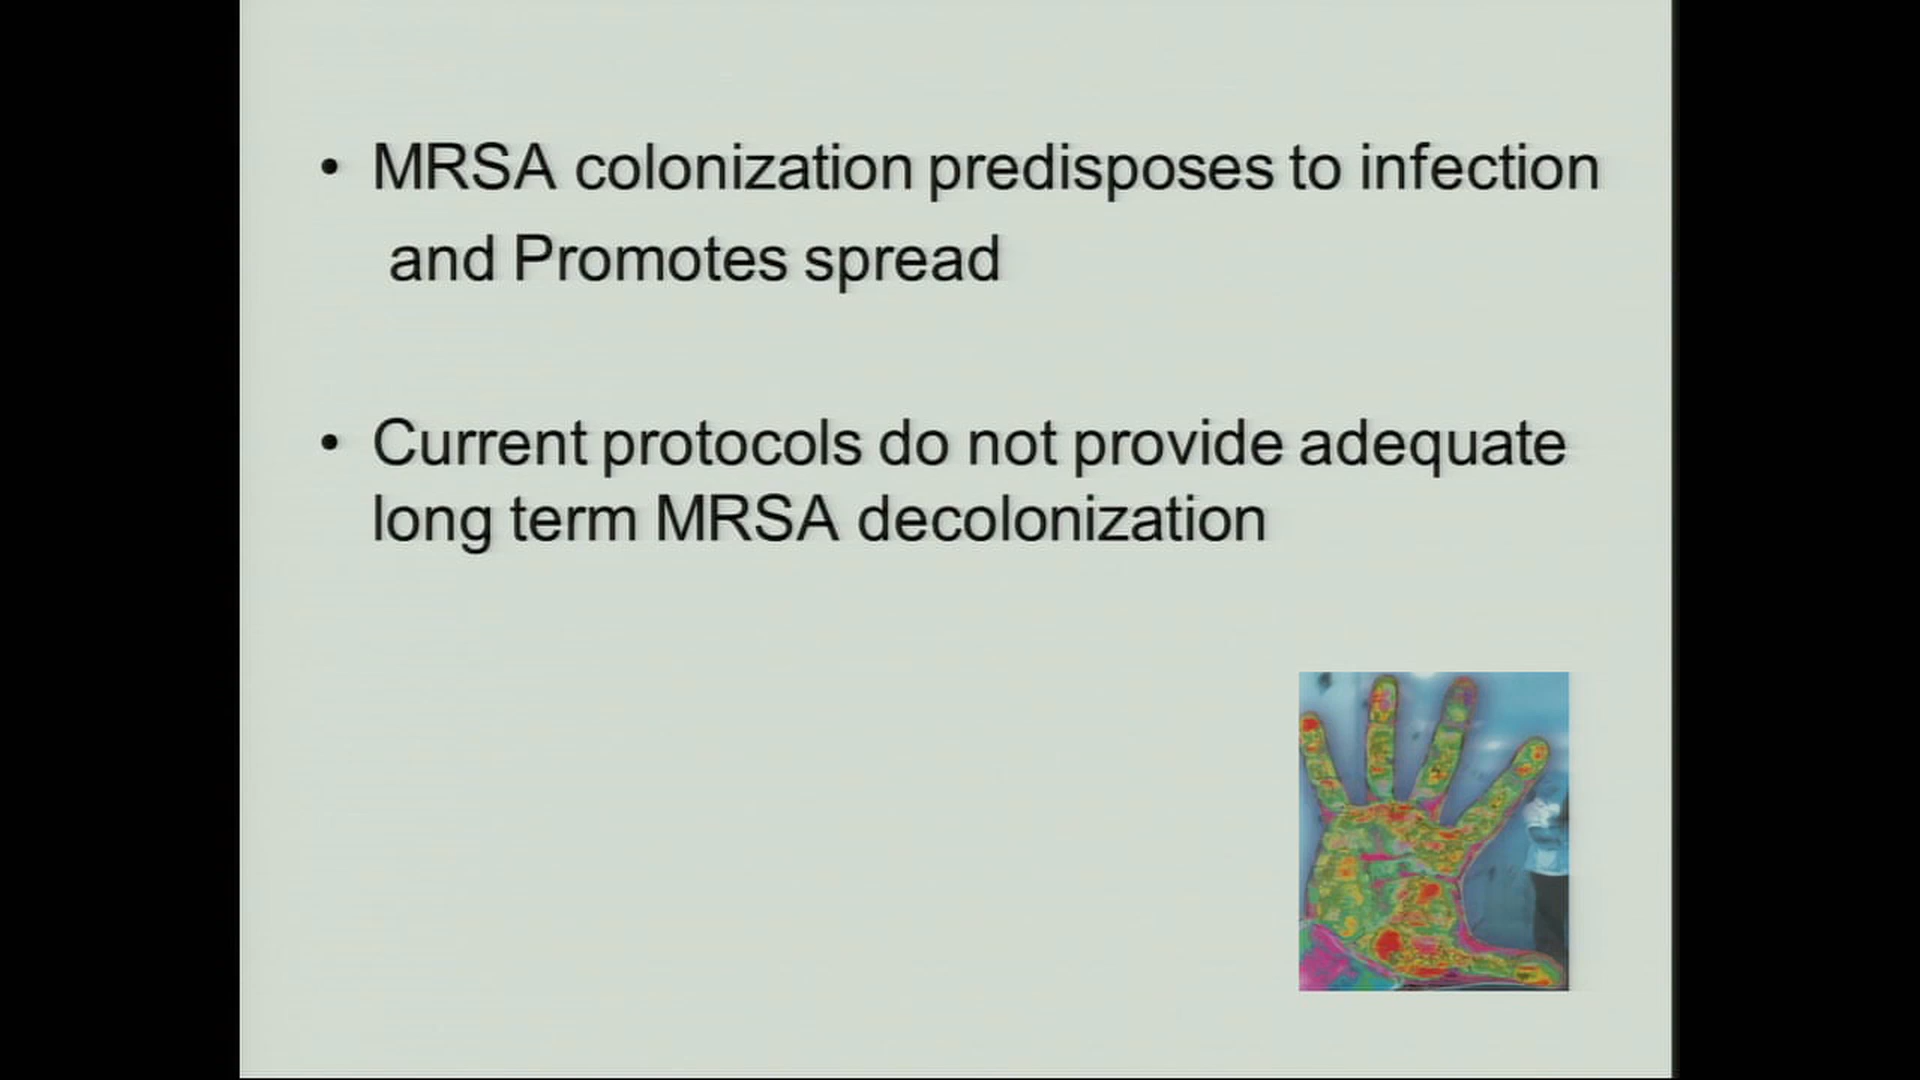 • MRSA colonization predisposes to infection
and Promotes spread
• Current protocols do not provide adequate
long term MRSA decolonization